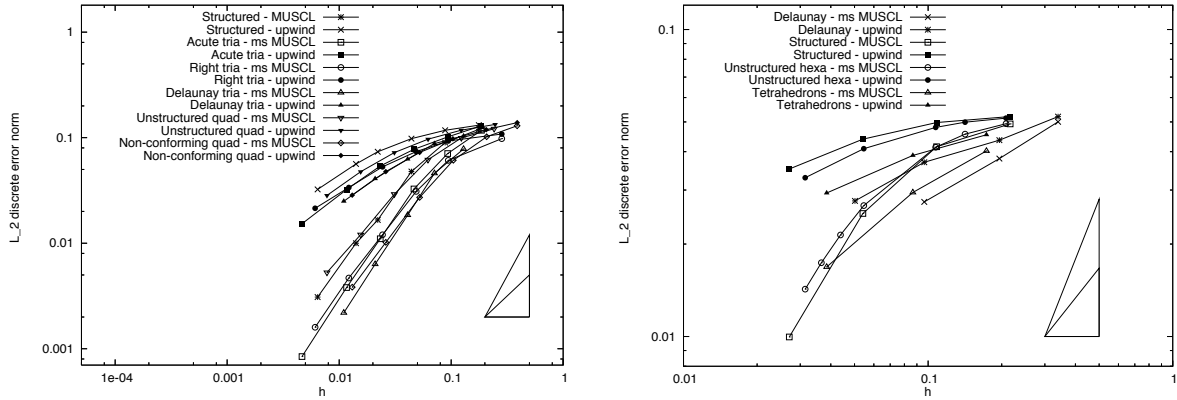 Structured - MUSCL
Structured - upwind
Acute tria - ms MUSCL
Acute tria - upwind
Right tria - ms MUSCL
Right tria - upwind
Delaunay tria - ms MUSCL
Delaunay tria - upwind
Unstructured quad - ms MUSCL
Unstructured quad - upwind
Non-conforming quad - ms MUSCL
Non-conforming quad - upwind
1
0.1
0.01
0.001
L_2 discrete error norm
1e-04
0.001
0.01
0.1
1
h
Delaunay - ms MUSCL
Delaunay - upwind
Structured - MUSCL
Structured - upwind
Unstructured hexa - ms MUSCL
Unstructured hexa - upwind
Tetrahedrons - ms MUSCL
Tetrahedrons - upwind
0.1
0.01
L_2 discrete error norm
0.01
0.1
1
h